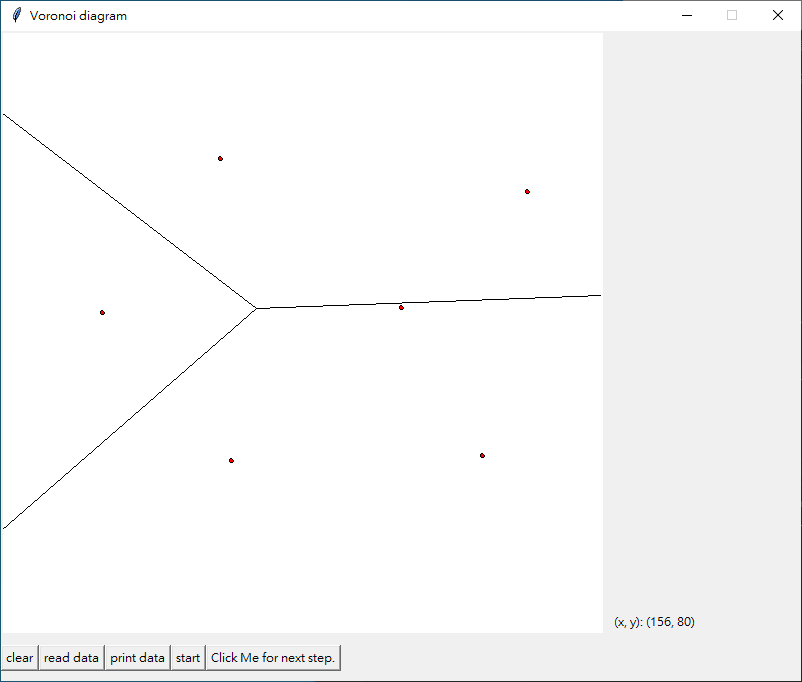 Voronoi diagram
(x, y): (156, 80)
clear read data print data start Click Me for next step.